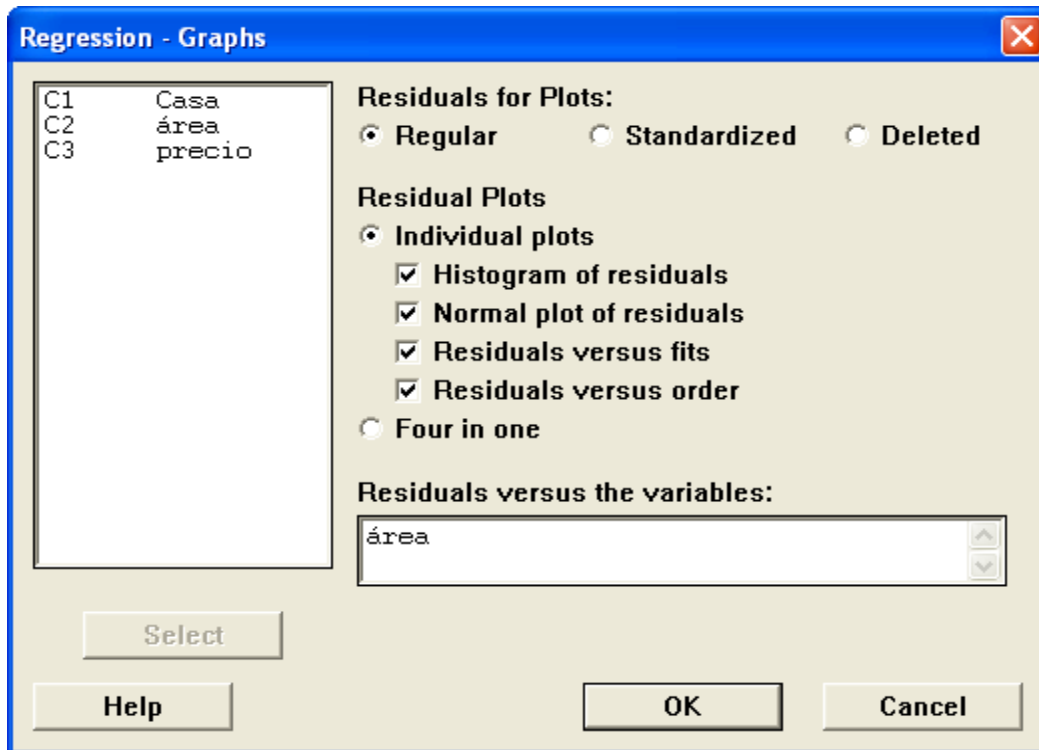 Regression - Graphs
C1 Casa
C2 área
C3 precio
Residuals for Plots:
Regular Standardized Deleted
Residual Plots
Individual plots
Histogram of residuals
Normal plot of residuals
Residuals versus fits
Residuals versus order
Four in one
Residuals versus the variables:
área
Select
Help OK Cancel